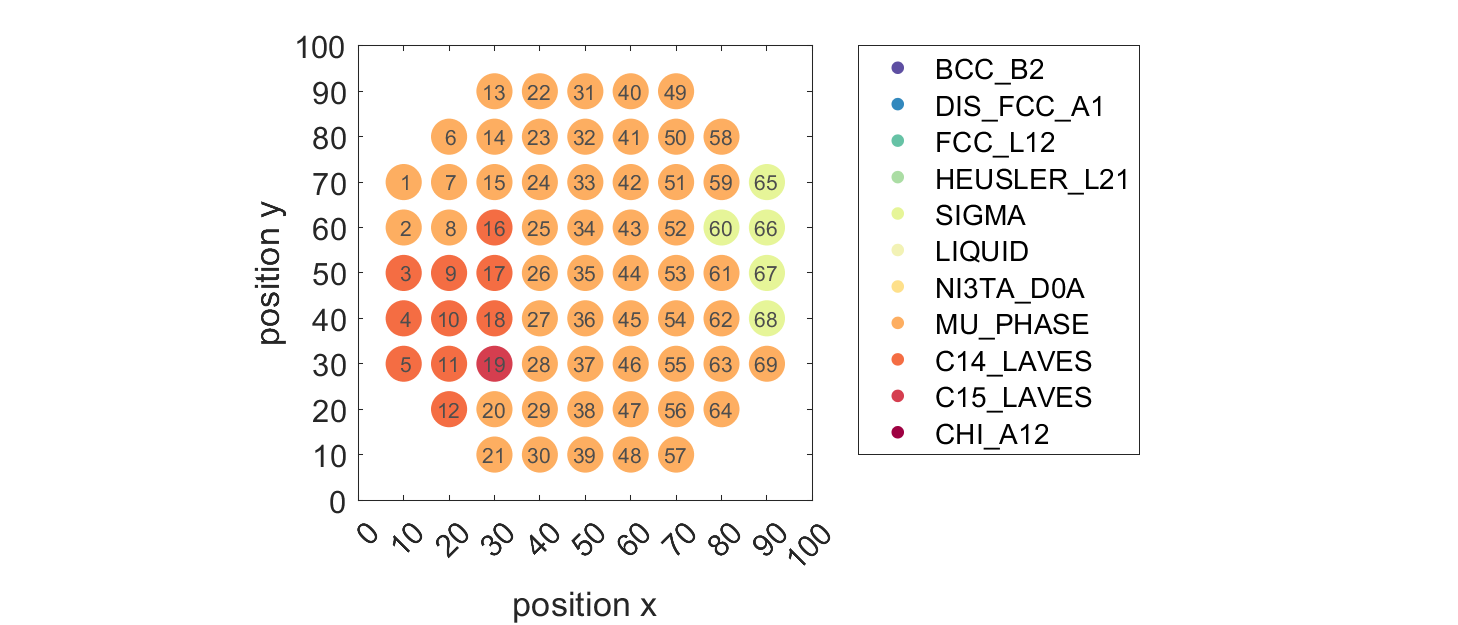 100
90 13 22 31 40 49
80 6 14 23 32 41 50 58
70 1 7 15 24 33 42 51 59 65
60 2 8 16 25 34 43 52 60 66
50 3 9 17 26 35 44 53 61 67
40 4 10 18 27 36 45 54 62 68
30 5 11 19 28 37 46 55 63 69
20 12 20 29 38 47 56 64
10 21 30 39 48 57
0
0 10 20 30 40 50 60 70 80 90 100
position x
position y
BCC_B2
DIS_FCC_A1
FCC_L12
HEUSLER_L21
SIGMA
LIQUID
NI3TA_D0A
MU_PHASE
C14_LAVES
C15_LAVES
CHI_A12